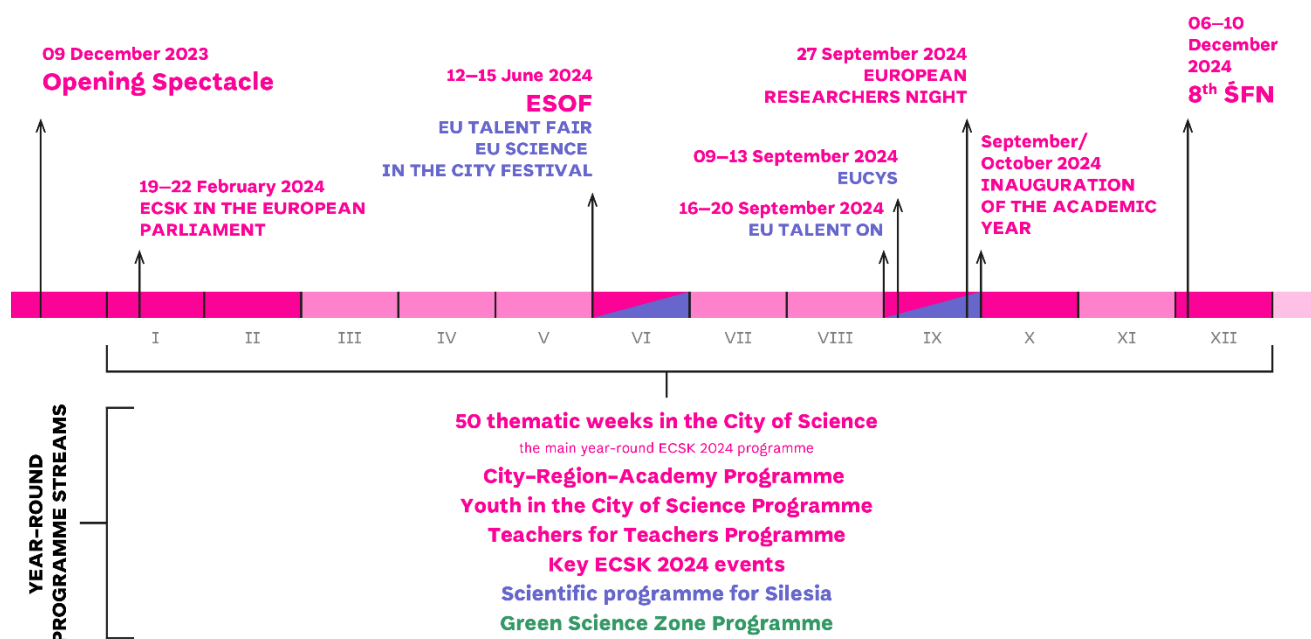 09 December 2023
Opening Spectacle
19–22 February 2024
ECSK IN THE EUROPEAN
PARLIAMENT
12–15 June 2024
ESOF
EU TALENT FAIR
EU SCIENCE
IN THE CITY FESTIVAL
09–13 September 2024
EUCYS
16–20 September 2024
EU TALENT ON
27 September 2024
EUROPEAN
RESEARCHERS NIGHT
September/
October 2024
INAUGURATION
OF THE ACADEMIC
YEAR
06–10
December
2024
8th ŚFN
I II III IV V VI VII VIII IX X XI XII
YEAR-ROUND
PROGRAMME STREAMS
50 thematic weeks in the City of Science
the main year-round ECSK 2024 programme
City-Region-Academy Programme
Youth in the City of Science Programme
Teachers for Teachers Programme
Key ECSK 2024 events
Scientific programme for Silesia
Green Science Zone Programme